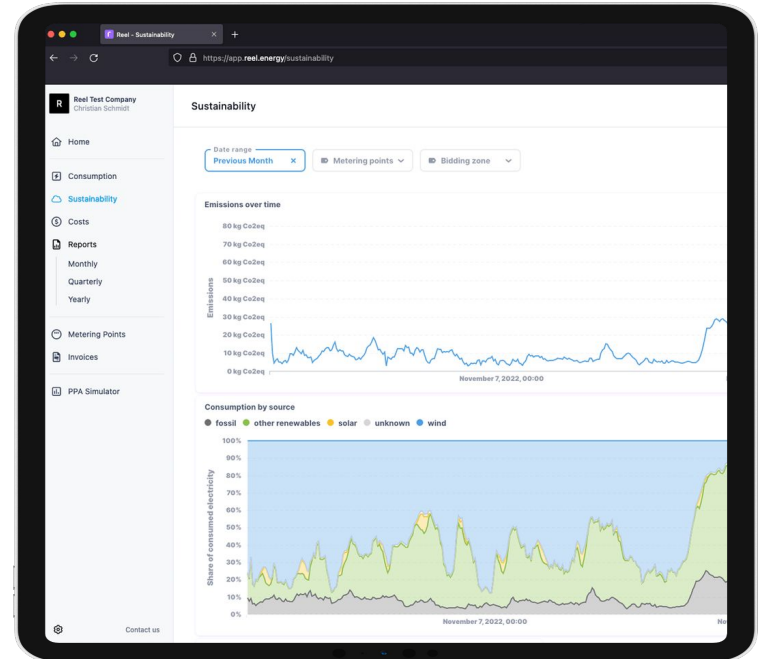 Reel - Sustainability
https://app.reel.energy/sustainability
R
Reel Test Company
Christian Schmidt
Home
Consumption
Sustainability
Costs
Reports
Monthly
Quarterly
Yearly
Metering Points
Invoices
PPA Simulator
Contact us
Sustainability
Date range
Previous Month
Metering points
Bidding zone
Emissions over time
Emissions
80 kg Co2eq
70 kg Co2eq
60 kg Co2eq
50 kg Co2eq
40 kg Co2eq
30 kg Co2eq
20 kg Co2eq
10 kg Co2eq
0 kg Co2eq
November 7, 2022, 00:00
Consumption by source
fossil other renewables solar unknown wind
Share of consumed electricity
100%
90%
80%
70%
60%
50%
40%
30%
20%
10%
0%
November 7, 2022, 00:00
No